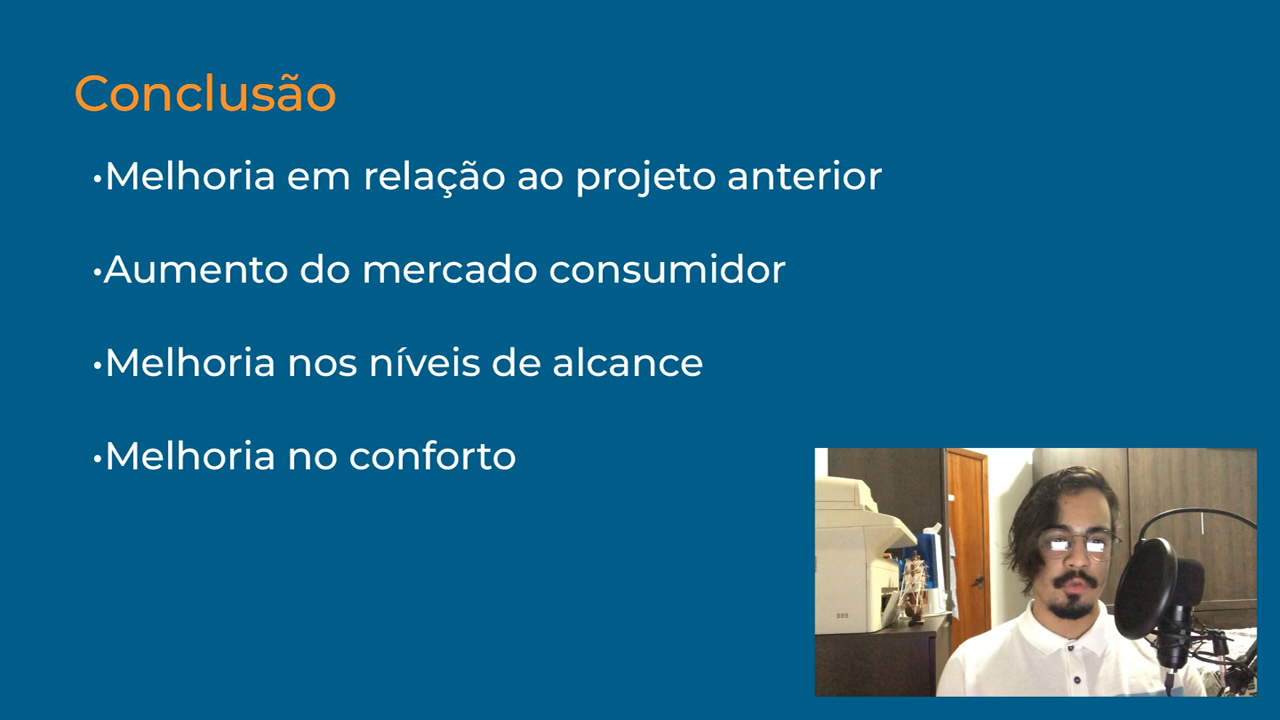 Conclusão
•Melhoria em relação ao projeto anterior
•Aumento do mercado consumidor
•Melhoria nos níveis de alcance
•Melhoria no conforto